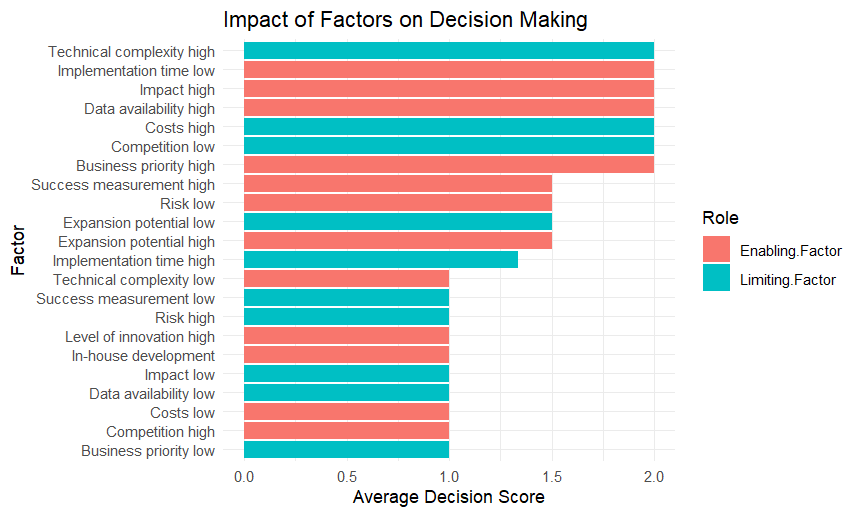 Impact of Factors on Decision Making
Technical complexity high
Implementation time low
Impact high
Data availability high
Costs high
Competition low
Business priority high
Success measurement high
Risk low
Expansion potential low
Expansion potential high
Implementation time high
Technical complexity low
Success measurement low
Risk high
Level of innovation high
In-house development
Impact low
Data availability low
Costs low
Competition high
Business priority low
Factor
0.0 0.5 1.0 1.5 2.0
Average Decision Score
Role
Enabling.Factor
Limiting.Factor